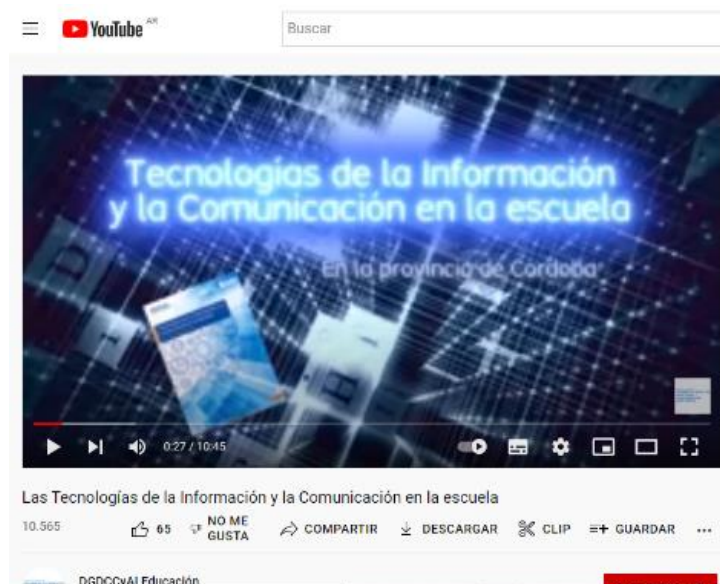 YouTube AR
Buscar
Tecnologías de la Información
y la Comunicación en la escuela
En la provincia de Córdoba
0:27 / 10:45
Las Tecnologías de la Información y la Comunicación en la escuela
10.565
65
NO ME
GUSTA
COMPARTIR
DESCARGAR
CLIP
GUARDAR
DGDCCyAI Educación